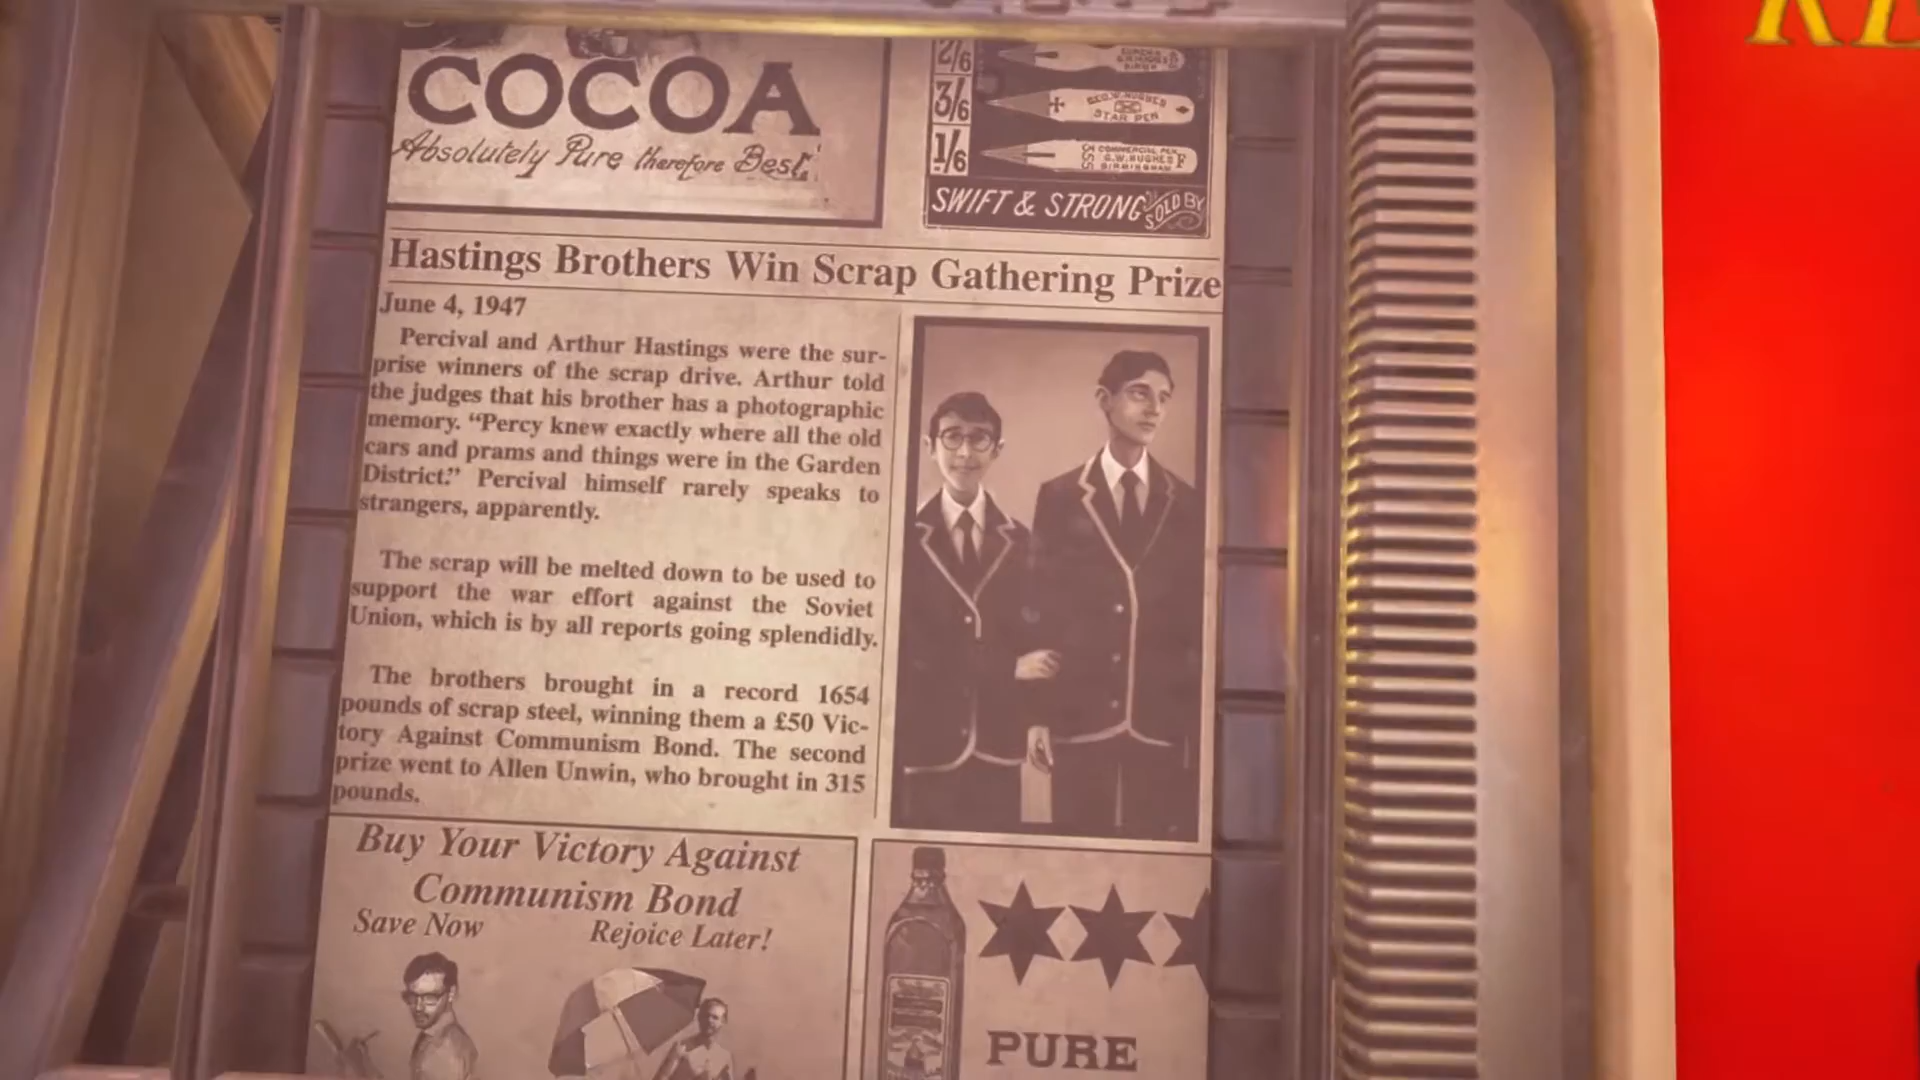 COCOA
Absolutely Pure therefore Best.
2/6
3/6
GEO. W. HUGHES
STAR PEN
1/6
COMMERCIAL PEN
G.W. HUGHES F
BIRMINGHAM
SWIFT & STRONG SOLD BY
Hastings Brothers Win Scrap Gathering Prize
June 4, 1947
Percival and Arthur Hastings were the sur-
prise winners of the scrap drive. Arthur told
the judges that his brother has a photographic
memory. “Percy knew exactly where all the old
cars and prams and things were in the Garden
District.” Percival himself rarely speaks to
strangers, apparently.
The scrap will be melted down to be used to
support the war effort against the Soviet
Union, which is by all reports going splendidly.
The brothers brought in a record 1654
pounds of scrap steel, winning them a £50 Vic-
tory Against Communism Bond. The second
prize went to Allen Unwin, who brought in 315
pounds.
Buy Your Victory Against
Communism Bond
Save Now Rejoice Later!
PURE